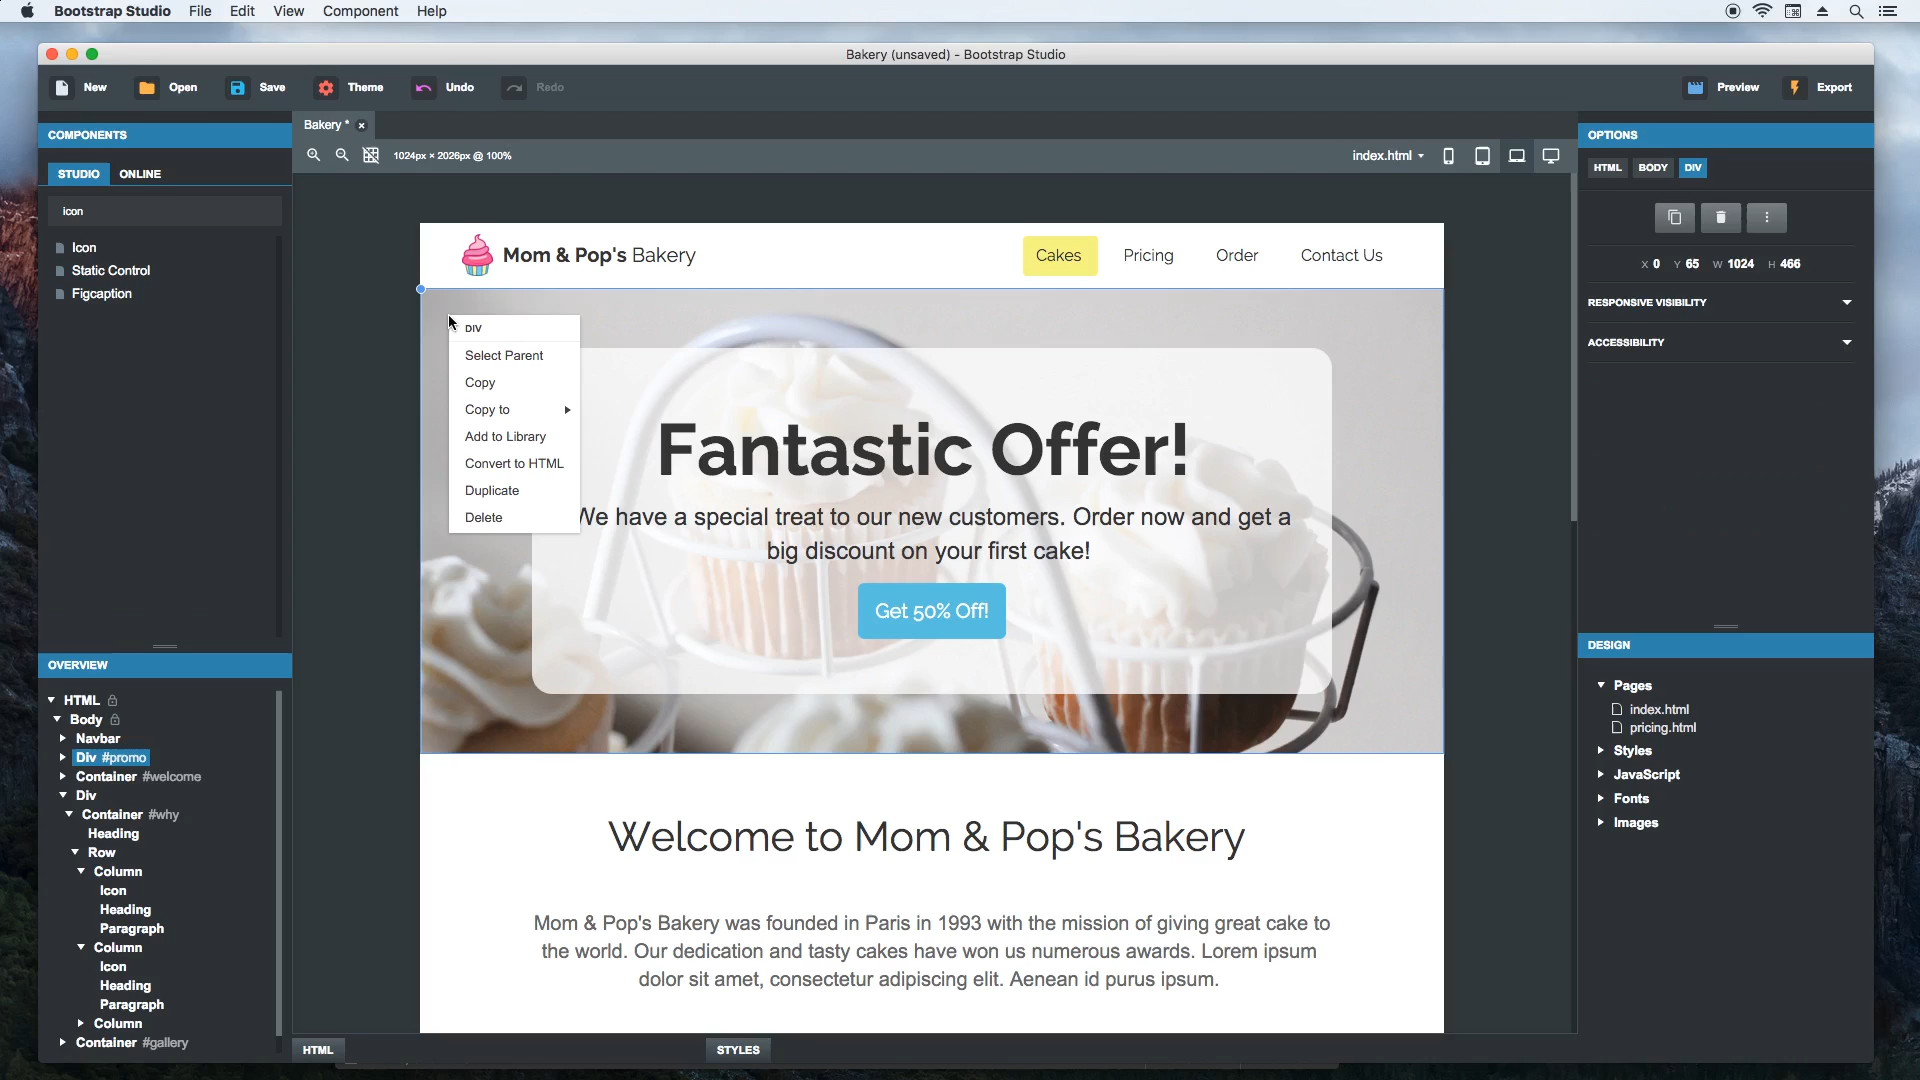 Bootstrap Studio File Edit View Component Help
Bakery (unsaved) - Bootstrap Studio
New Open Save Theme Undo Redo Preview Export
COMPONENTS
STUDIO ONLINE
icon
Icon
Static Control
Figcaption
Bakery *
1024px × 2026px @ 100%
index.html
OPTIONS
HTML BODY DIV
X 0 Y 65 W 1024 H 466
RESPONSIVE VISIBILITY
ACCESSIBILITY
Mom & Pop's Bakery
Cakes Pricing Order Contact Us
DIV
Select Parent
Copy
Copy to
Add to Library
Convert to HTML
Duplicate
Delete
Fantastic Offer!
We have a special treat to our new customers. Order now and get a
big discount on your first cake!
Get 50% Off!
Welcome to Mom & Pop's Bakery
Mom & Pop's Bakery was founded in Paris in 1993 with the mission of giving great cake to
the world. Our dedication and tasty cakes have won us numerous awards. Lorem ipsum
dolor sit amet, consectetur adipiscing elit. Aenean id purus ipsum.
OVERVIEW
HTML
Body
Navbar
Div #promo
Container #welcome
Div
Container #why
Heading
Row
Column
Icon
Heading
Paragraph
Column
Icon
Heading
Paragraph
Column
Container #gallery
DESIGN
Pages
index.html
pricing.html
Styles
JavaScript
Fonts
Images
HTML
STYLES